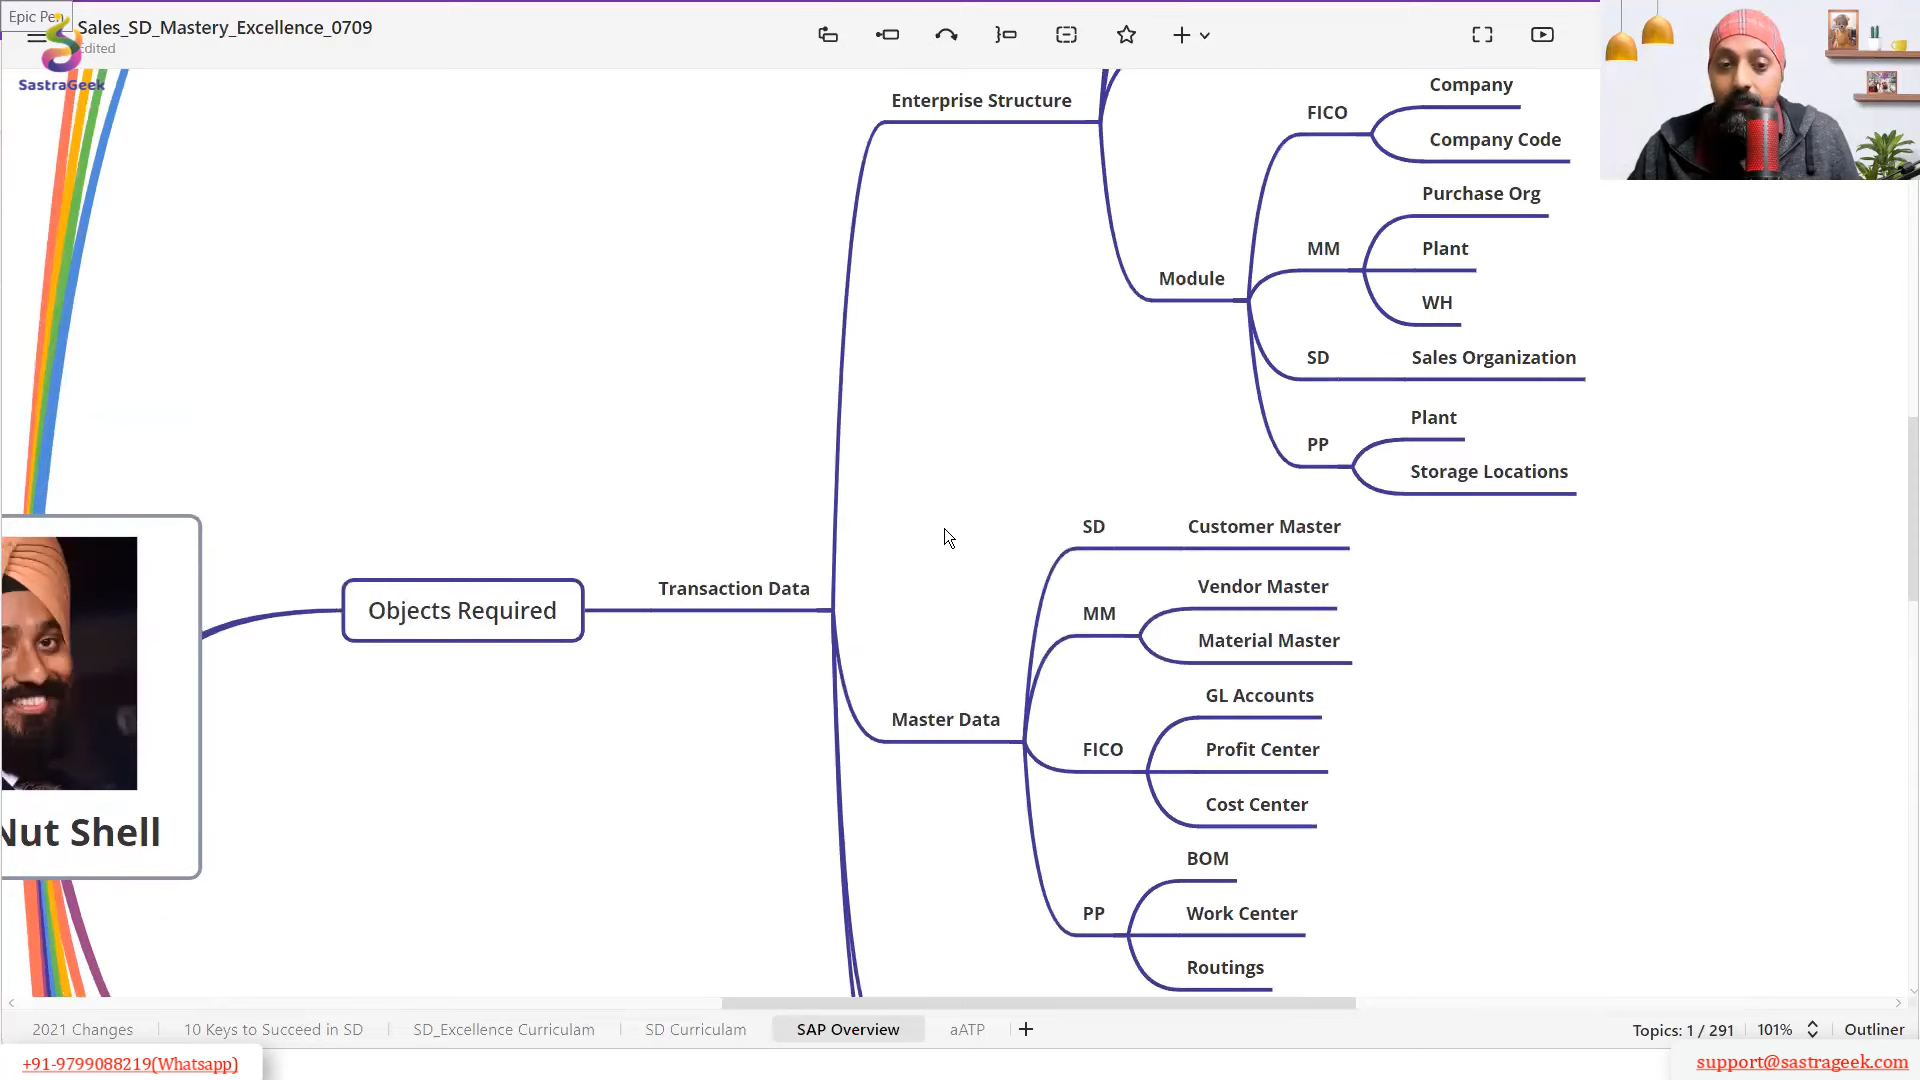 Epic Pen
Sales_SD_Mastery_Excellence_0709
Edited
SastraGeek
Enterprise Structure
Module
FICO
Company
Company Code
MM
Purchase Org
Plant
WH
SD
Sales Organization
PP
Plant
Storage Locations
Objects Required
Transaction Data
Master Data
SD
Customer Master
MM
Vendor Master
Material Master
FICO
GL Accounts
Profit Center
Cost Center
PP
BOM
Work Center
Routings
Nut Shell
2021 Changes
10 Keys to Succeed in SD
SD_Excellence Curriculam
SD Curriculam
SAP Overview
aATP
Topics: 1 / 291
101%
Outliner
+91-9799088219(Whatsapp)
support@sastrageek.com